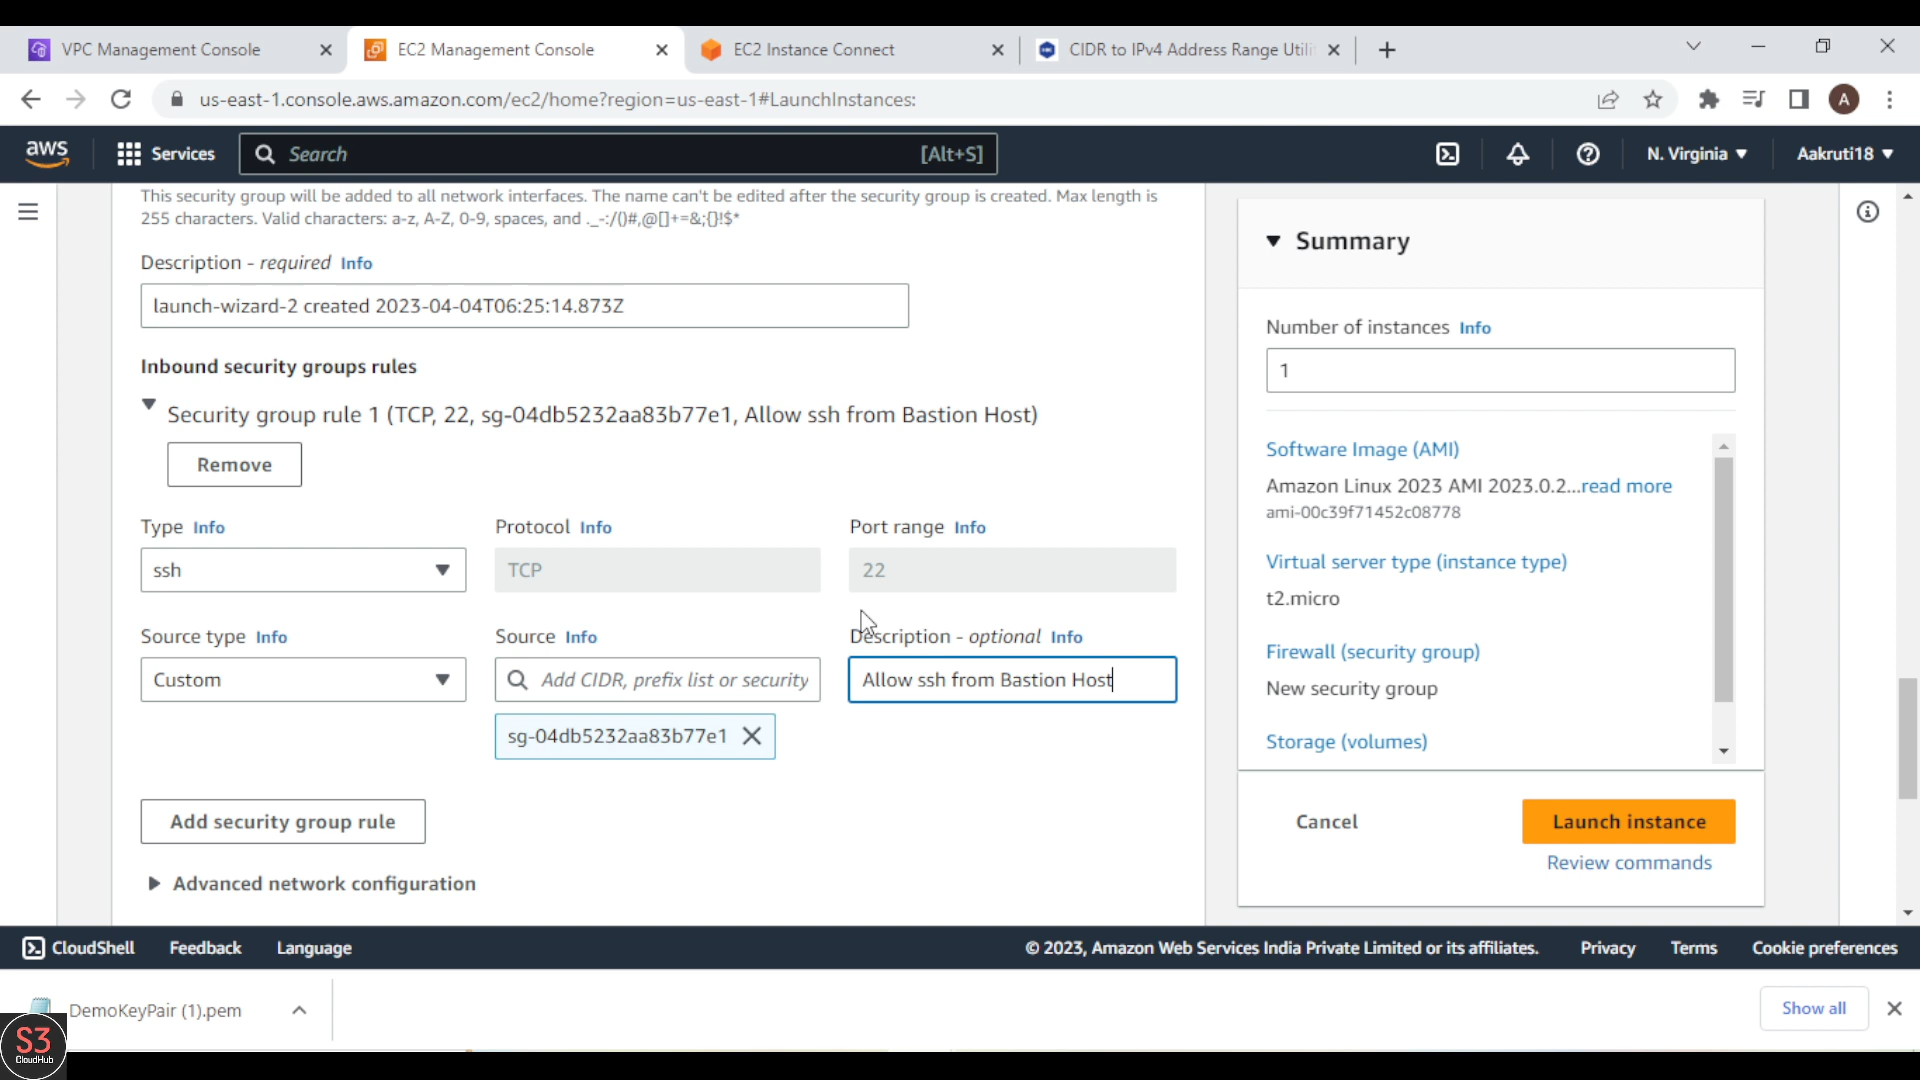 VPC Management Console
EC2 Management Console
EC2 Instance Connect
CIDR to IPv4 Address Range Utili
us-east-1.console.aws.amazon.com/ec2/home?region=us-east-1#LaunchInstances:
A
aws
Services
Search
[Alt+S]
N. Virginia
Aakruti18
This security group will be added to all network interfaces. The name can't be edited after the security group is created. Max length is
255 characters. Valid characters: a-z, A-Z, 0-9, spaces, and ._-:/()#,@[]+=&;{}!$*
Description - required Info
launch-wizard-2 created 2023-04-04T06:25:14.873Z
Inbound security groups rules
Security group rule 1 (TCP, 22, sg-04db5232aa83b77e1, Allow ssh from Bastion Host)
Remove
Type Info
Protocol Info
Port range Info
ssh
TCP
22
Source type Info
Source Info
Description - optional Info
Custom
Add CIDR, prefix list or security
Allow ssh from Bastion Host
sg-04db5232aa83b77e1
Add security group rule
Advanced network configuration
Summary
Number of instances Info
1
Software Image (AMI)
Amazon Linux 2023 AMI 2023.0.2...read more
ami-00c39f71452c08778
Virtual server type (instance type)
t2.micro
Firewall (security group)
New security group
Storage (volumes)
Cancel
Launch instance
Review commands
CloudShell
Feedback
Language
© 2023, Amazon Web Services India Private Limited or its affiliates.
Privacy
Terms
Cookie preferences
DemoKeyPair (1).pem
Show all
S3
CloudHub